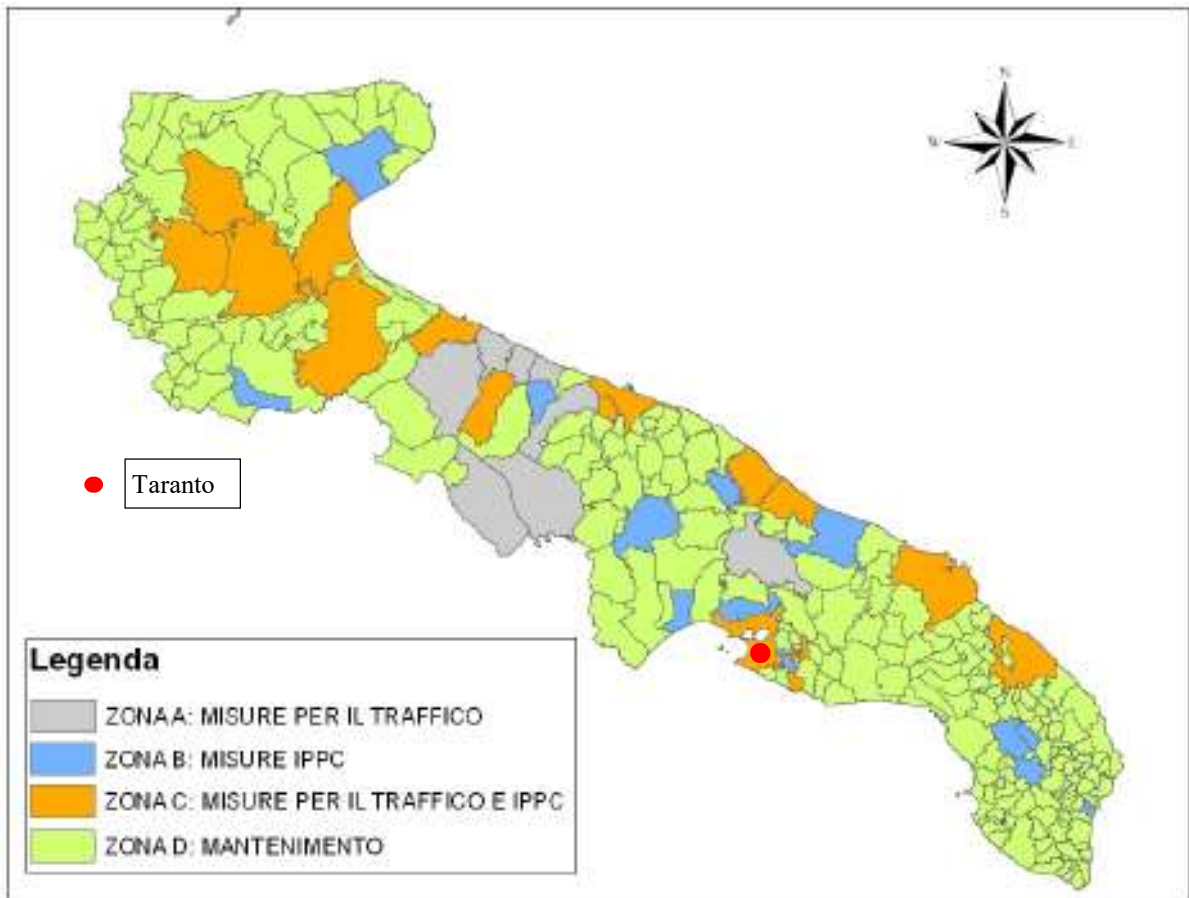 N
W
E
S
Taranto
Legenda
ZONA A: MISURE PER IL TRAFFICO
ZONA B: MISURE IPPC
ZONA C: MISURE PER IL TRAFFICO E IPPC
ZONA D: MANTENIMENTO